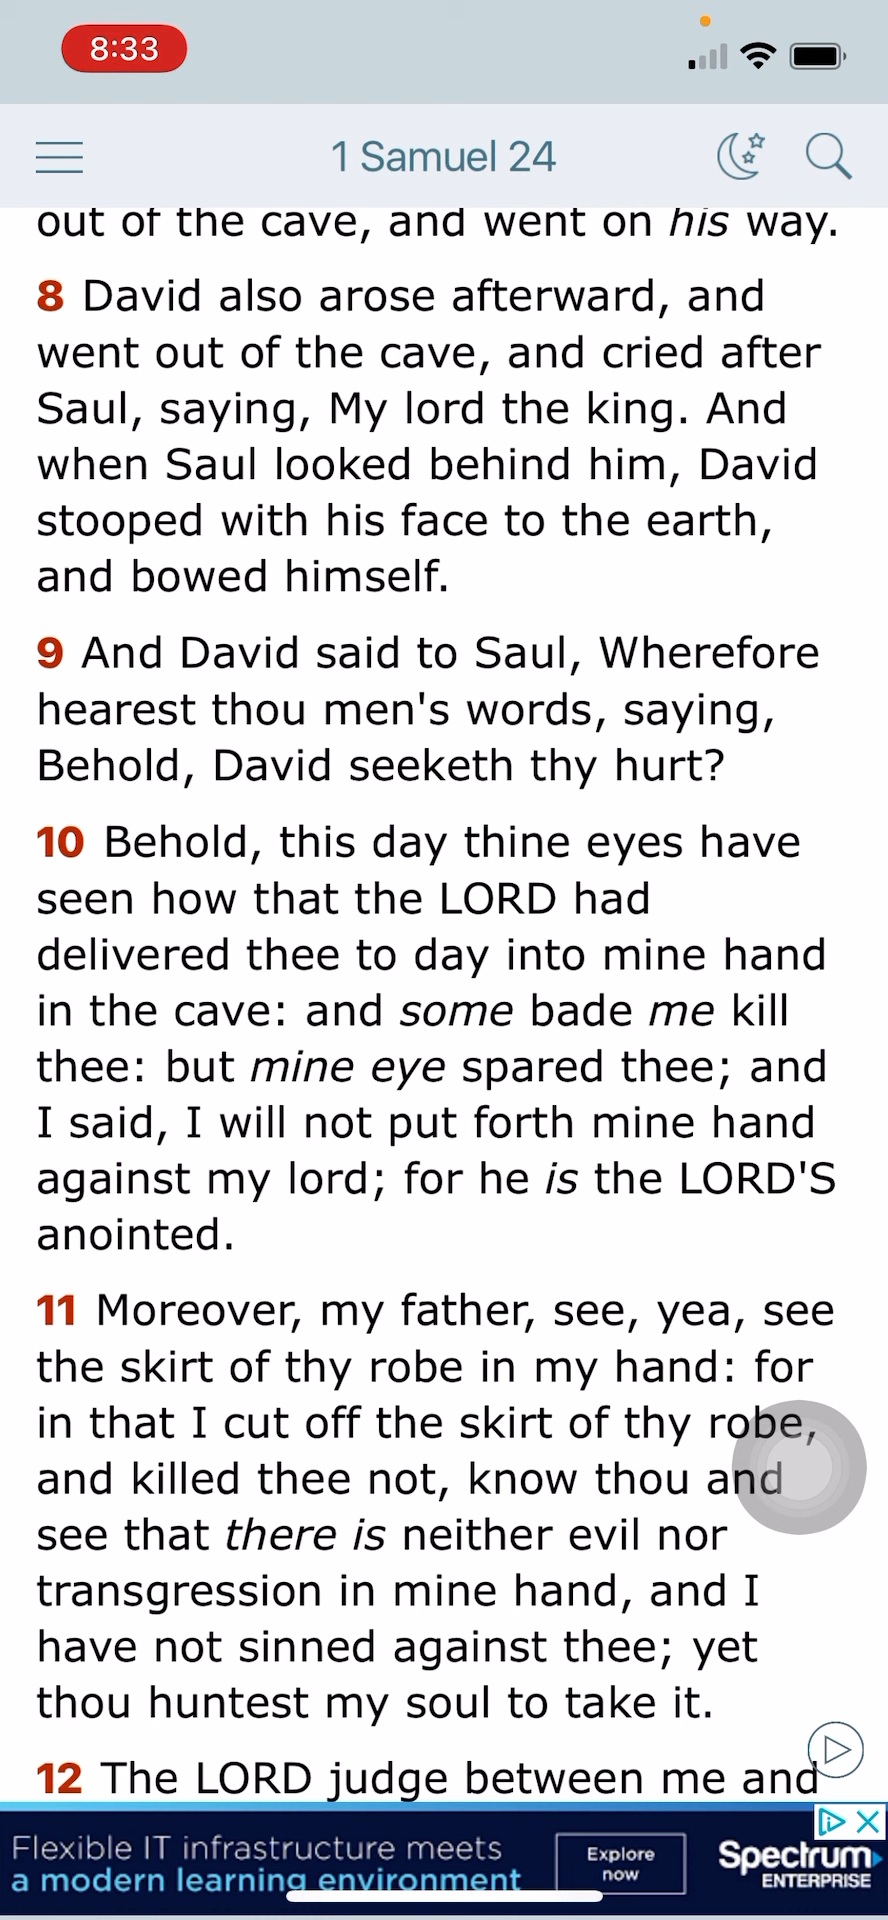 8:33
1 Samuel 24
out of the cave, and went on his way.
8 David also arose afterward, and
went out of the cave, and cried after
Saul, saying, My lord the king. And
when Saul looked behind him, David
stooped with his face to the earth,
and bowed himself.
9 And David said to Saul, Wherefore
hearest thou men's words, saying,
Behold, David seeketh thy hurt?
10 Behold, this day thine eyes have
seen how that the LORD had
delivered thee to day into mine hand
in the cave: and some bade me kill
thee: but mine eye spared thee; and
I said, I will not put forth mine hand
against my lord; for he is the LORD'S
anointed.
11 Moreover, my father, see, yea, see
the skirt of thy robe in my hand: for
in that I cut off the skirt of thy robe,
and killed thee not, know thou and
see that there is neither evil nor
transgression in mine hand, and I
have not sinned against thee; yet
thou huntest my soul to take it.
12 The LORD judge between me and
Flexible IT infrastructure meets
a modern learning environment
Explore
now
Spectrum
ENTERPRISE